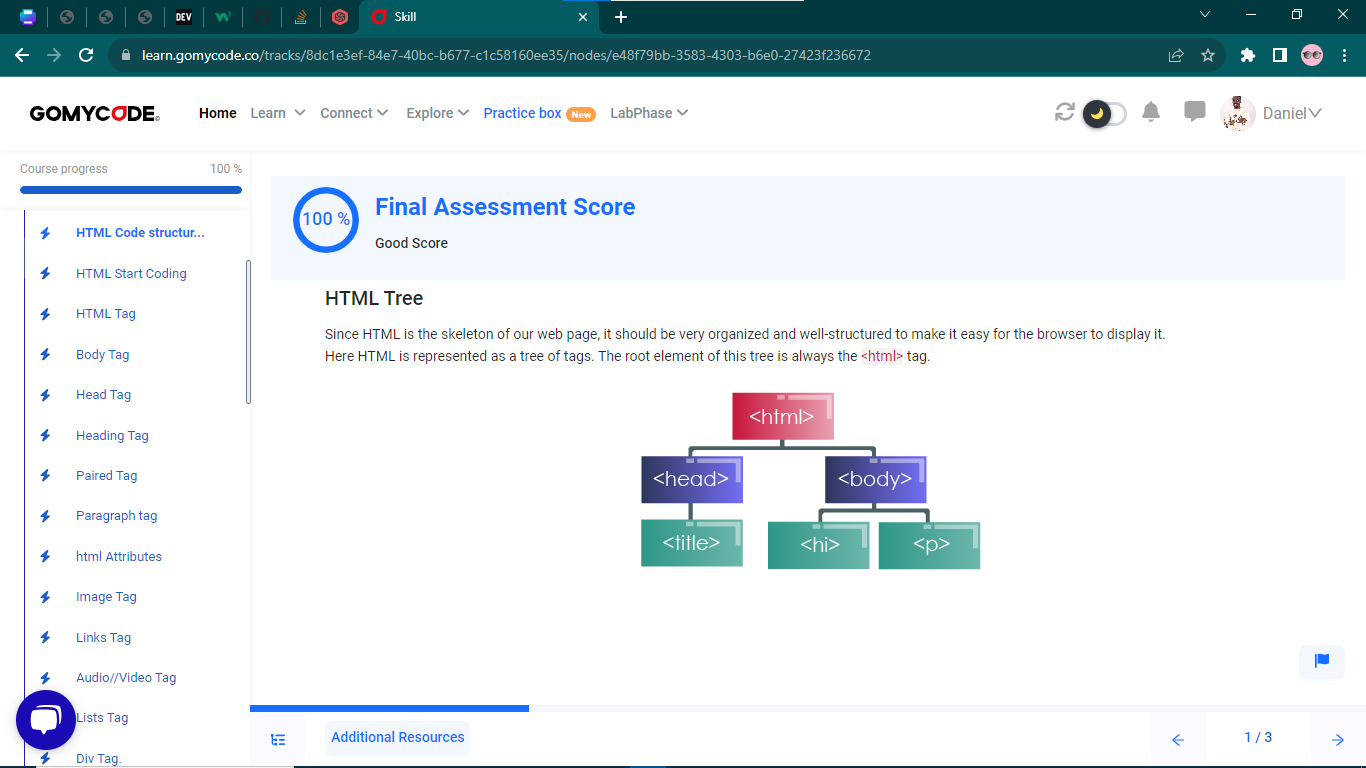 DEV
Skill
learn.gomycode.co/tracks/8dc1e3ef-84e7-40bc-b677-c1c58160ee35/nodes/e48f79bb-3583-4303-b6e0-27423f236672
GOMYCODE
Home Learn Connect Explore Practice box New LabPhase Daniel
Course progress 100 %
HTML Code structur...
HTML Start Coding
HTML Tag
Body Tag
Head Tag
Heading Tag
Paired Tag
Paragraph tag
html Attributes
Image Tag
Links Tag
Audio//Video Tag
Lists Tag
Div Tag.
100 %
Final Assessment Score
Good Score
HTML Tree
Since HTML is the skeleton of our web page, it should be very organized and well-structured to make it easy for the browser to display it.
Here HTML is represented as a tree of tags. The root element of this tree is always the <html> tag.
<html>
<head> <body>
<title> <hi> <p>
Additional Resources
1 / 3